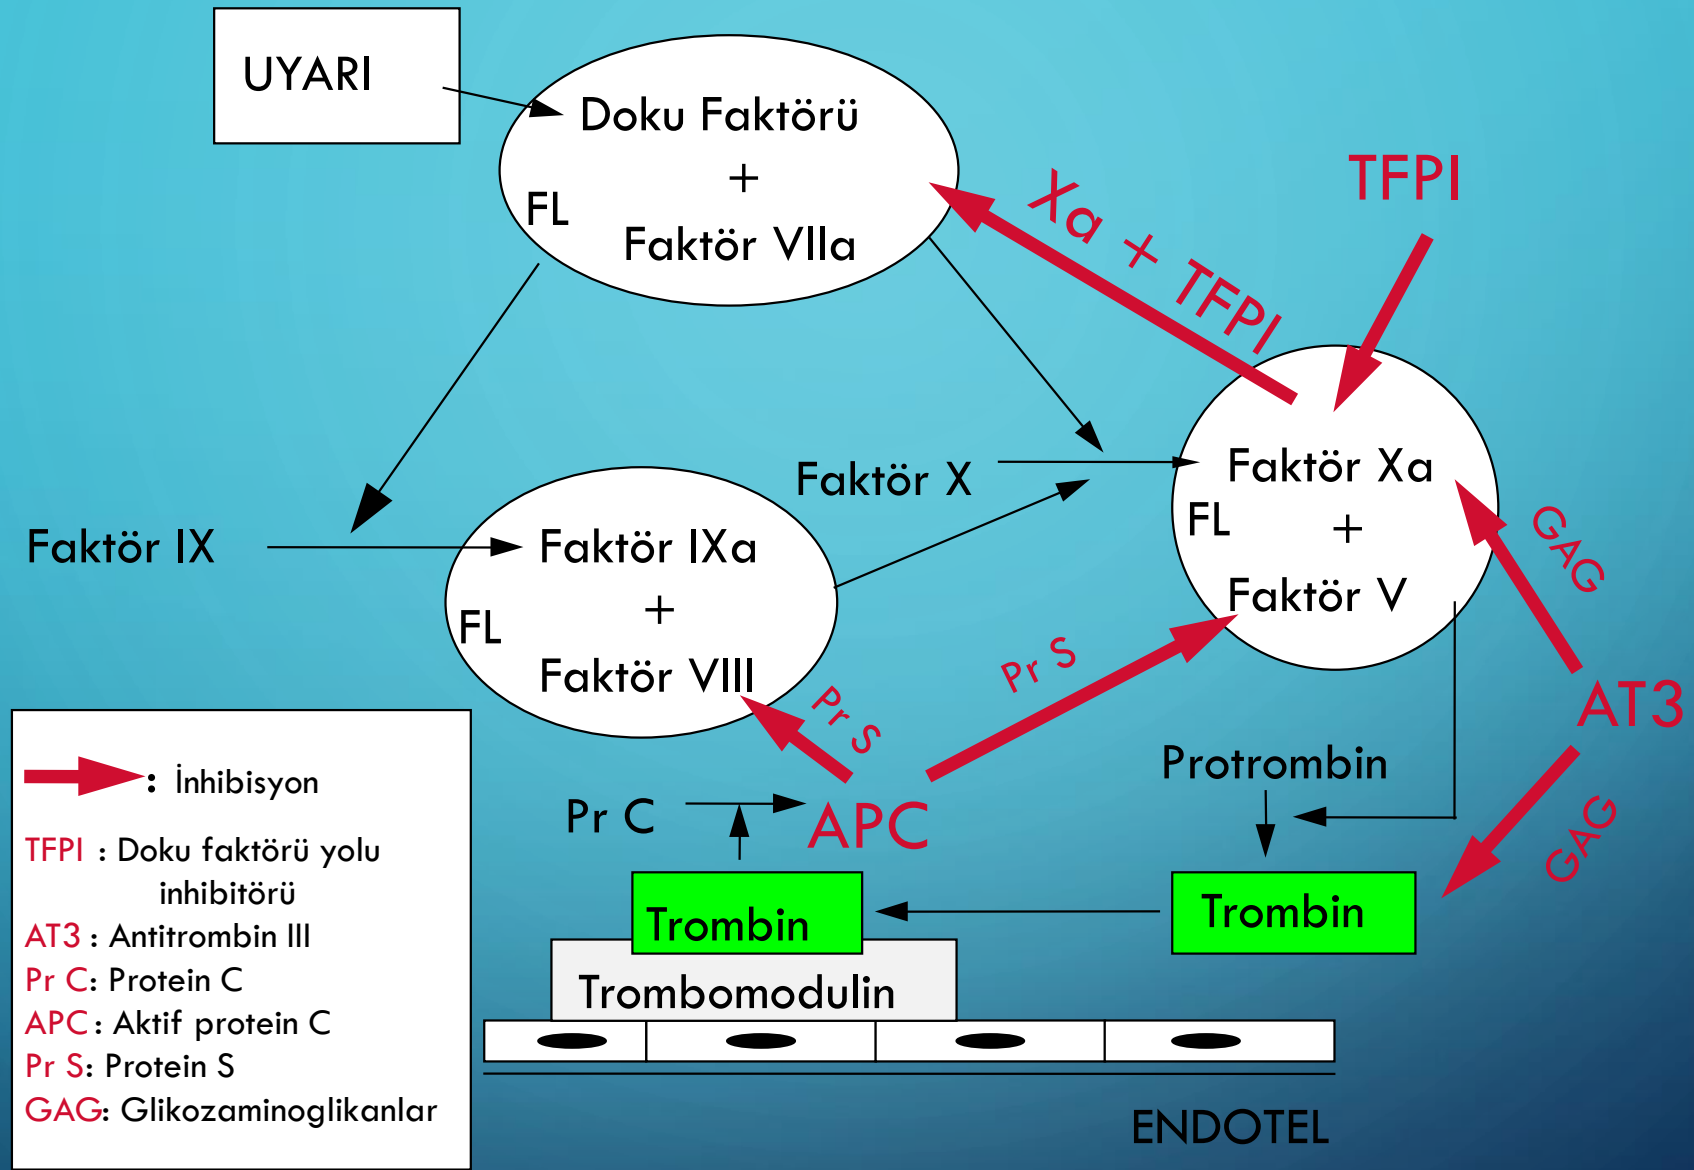 UYARI
Doku Faktörü
+
FL
Faktör VIIa
Xa + TFPI
TFPI
Faktör IX
Faktör IXa
+
FL
Faktör VIII
Faktör X
Faktör Xa
FL
+
Faktör V
GAG
Pr S
Pr S
AT3
Pr C
APC
Protrombin
GAG
Trombin
Trombin
Trombomodulin
ENDOTEL
: İnhibisyon
TFPI : Doku faktörü yolu
inhibitörü
AT3 : Antitrombin III
Pr C: Protein C
APC : Aktif protein C
Pr S: Protein S
GAG: Glikozaminoglikanlar